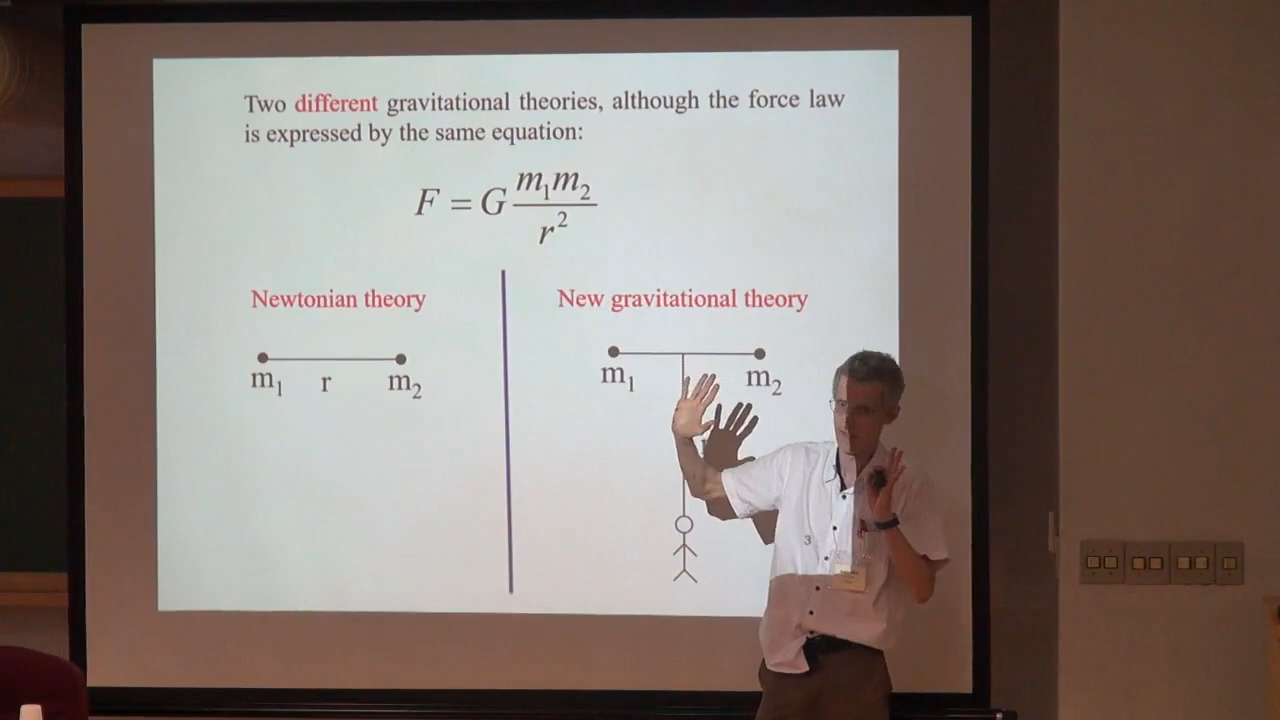 Two different gravitational theories, although the force law
is expressed by the same equation:
F = G m₁m₂ / r²
Newtonian theory
New gravitational theory
m₁ r m₂
m₁ m₂
3